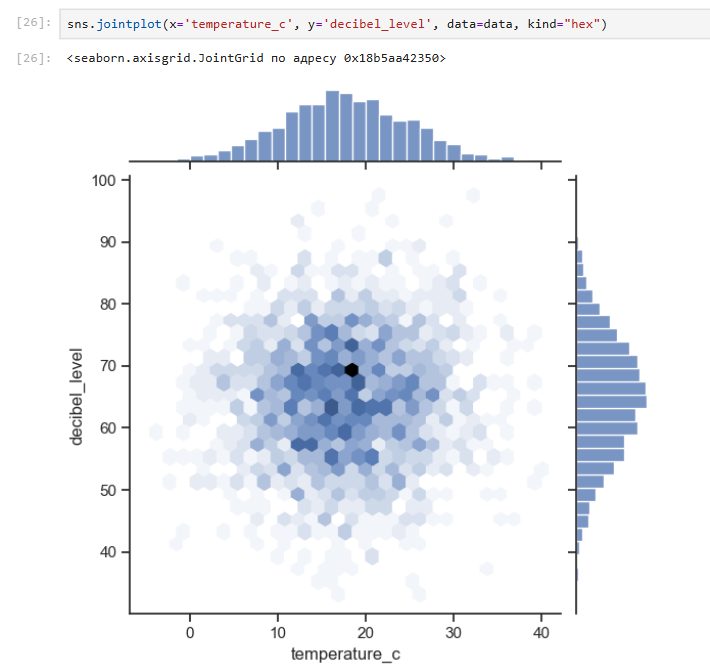 [26]: sns.jointplot(x='temperature_c', y='decibel_level', data=data, kind="hex")
[26]: <seaborn.axisgrid.JointGrid по адресу 0x18b5aa42350>
100
90
80
70
60
50
40
decibel_level
0 10 20 30 40
temperature_c